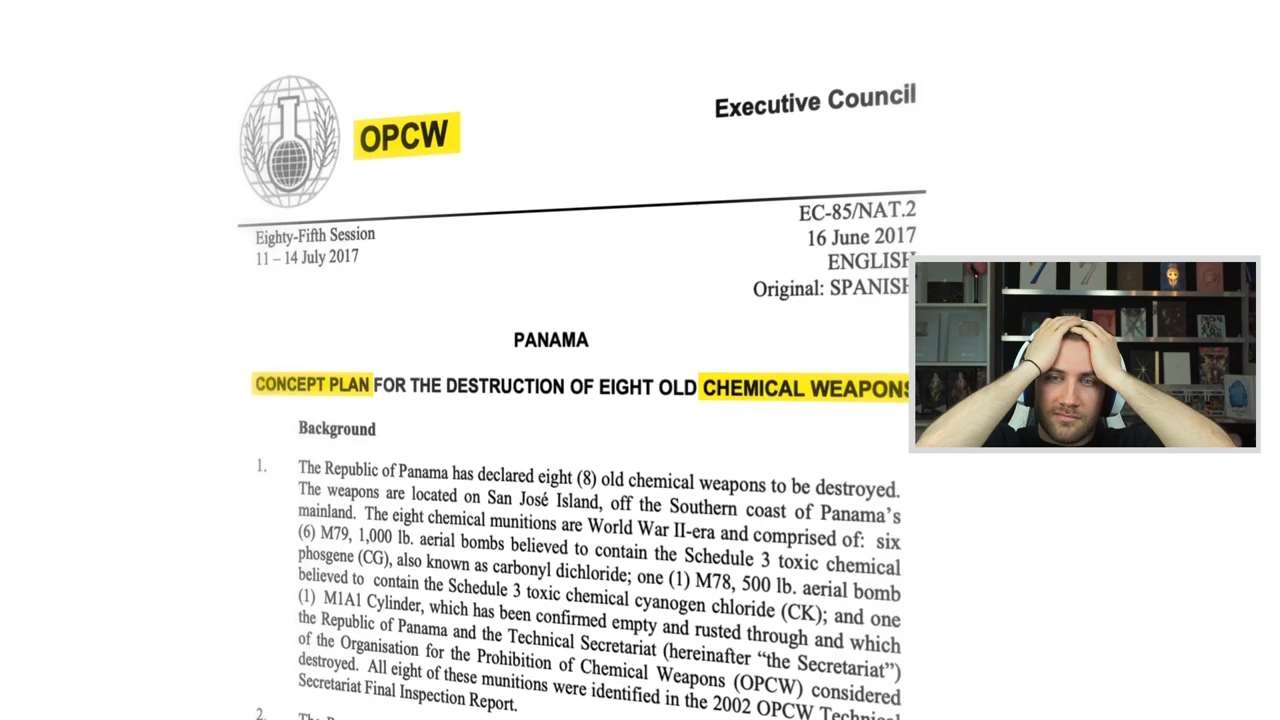 OPCW
Executive Council
Eighty-Fifth Session
11 – 14 July 2017
EC-85/NAT.2
16 June 2017
ENGLISH
Original: SPANISH
PANAMA
CONCEPT PLAN FOR THE DESTRUCTION OF EIGHT OLD CHEMICAL WEAPONS
Background
1. The Republic of Panama has declared eight (8) old chemical weapons to be destroyed.
The weapons are located on San José Island, off the Southern coast of Panama's
mainland. The eight chemical munitions are World War II-era and comprised of: six
(6) M79, 1,000 lb. aerial bombs believed to contain the Schedule 3 toxic chemical
phosgene (CG), also known as carbonyl dichloride; one (1) M78, 500 lb. aerial bomb
believed to contain the Schedule 3 toxic chemical cyanogen chloride (CK); and one
(1) M1A1 Cylinder, which has been confirmed empty and rusted through and which
the Republic of Panama and the Technical Secretariat (hereinafter “the Secretariat”)
of the Organisation for the Prohibition of Chemical Weapons (OPCW) considered
destroyed. All eight of these munitions were identified in the 2002 OPCW Technical
Secretariat Final Inspection Report.
2. The